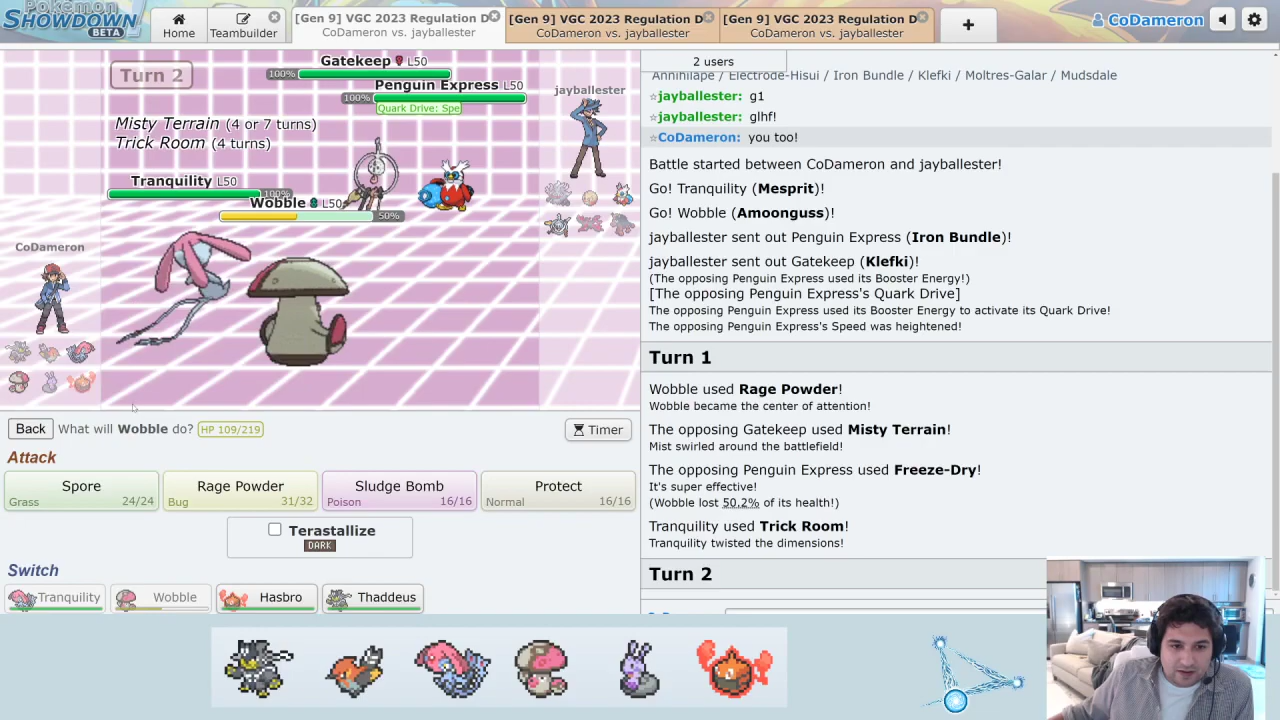 Pokémon
SHOWDOWN
BETA
Home
Teambuilder
[Gen 9] VGC 2023 Regulation D
CoDameron vs. jayballester
[Gen 9] VGC 2023 Regulation D
CoDameron vs. jayballester
[Gen 9] VGC 2023 Regulation D
CoDameron vs. jayballester
CoDameron
Turn 2
Gatekeep L50
100%
Penguin Express L50
100%
Quark Drive: Spe
jayballester
Misty Terrain (4 or 7 turns)
Trick Room (4 turns)
Tranquility L50
100%
Wobble L50
50%
CoDameron
Back
What will Wobble do? HP 109/219
Timer
Attack
Spore
Grass 24/24
Rage Powder
Bug 31/32
Sludge Bomb
Poison 16/16
Protect
Normal 16/16
Terastallize
DARK
Switch
Tranquility
Wobble
Hasbro
Thaddeus
2 users
Annihilape / Electrode-Hisui / Iron Bundle / Klefki / Moltres-Galar / Mudsdale
☆jayballester: g1
☆jayballester: glhf!
☆CoDameron: you too!
Battle started between CoDameron and jayballester!
Go! Tranquility (Mesprit)!
Go! Wobble (Amoonguss)!
jayballester sent out Penguin Express (Iron Bundle)!
jayballester sent out Gatekeep (Klefki)!
(The opposing Penguin Express used its Booster Energy!)
[The opposing Penguin Express's Quark Drive]
The opposing Penguin Express used its Booster Energy to activate its Quark Drive!
The opposing Penguin Express's Speed was heightened!
Turn 1
Wobble used Rage Powder!
Wobble became the center of attention!
The opposing Gatekeep used Misty Terrain!
Mist swirled around the battlefield!
The opposing Penguin Express used Freeze-Dry!
It's super effective!
(Wobble lost 50.2% of its health!)
Tranquility used Trick Room!
Tranquility twisted the dimensions!
Turn 2